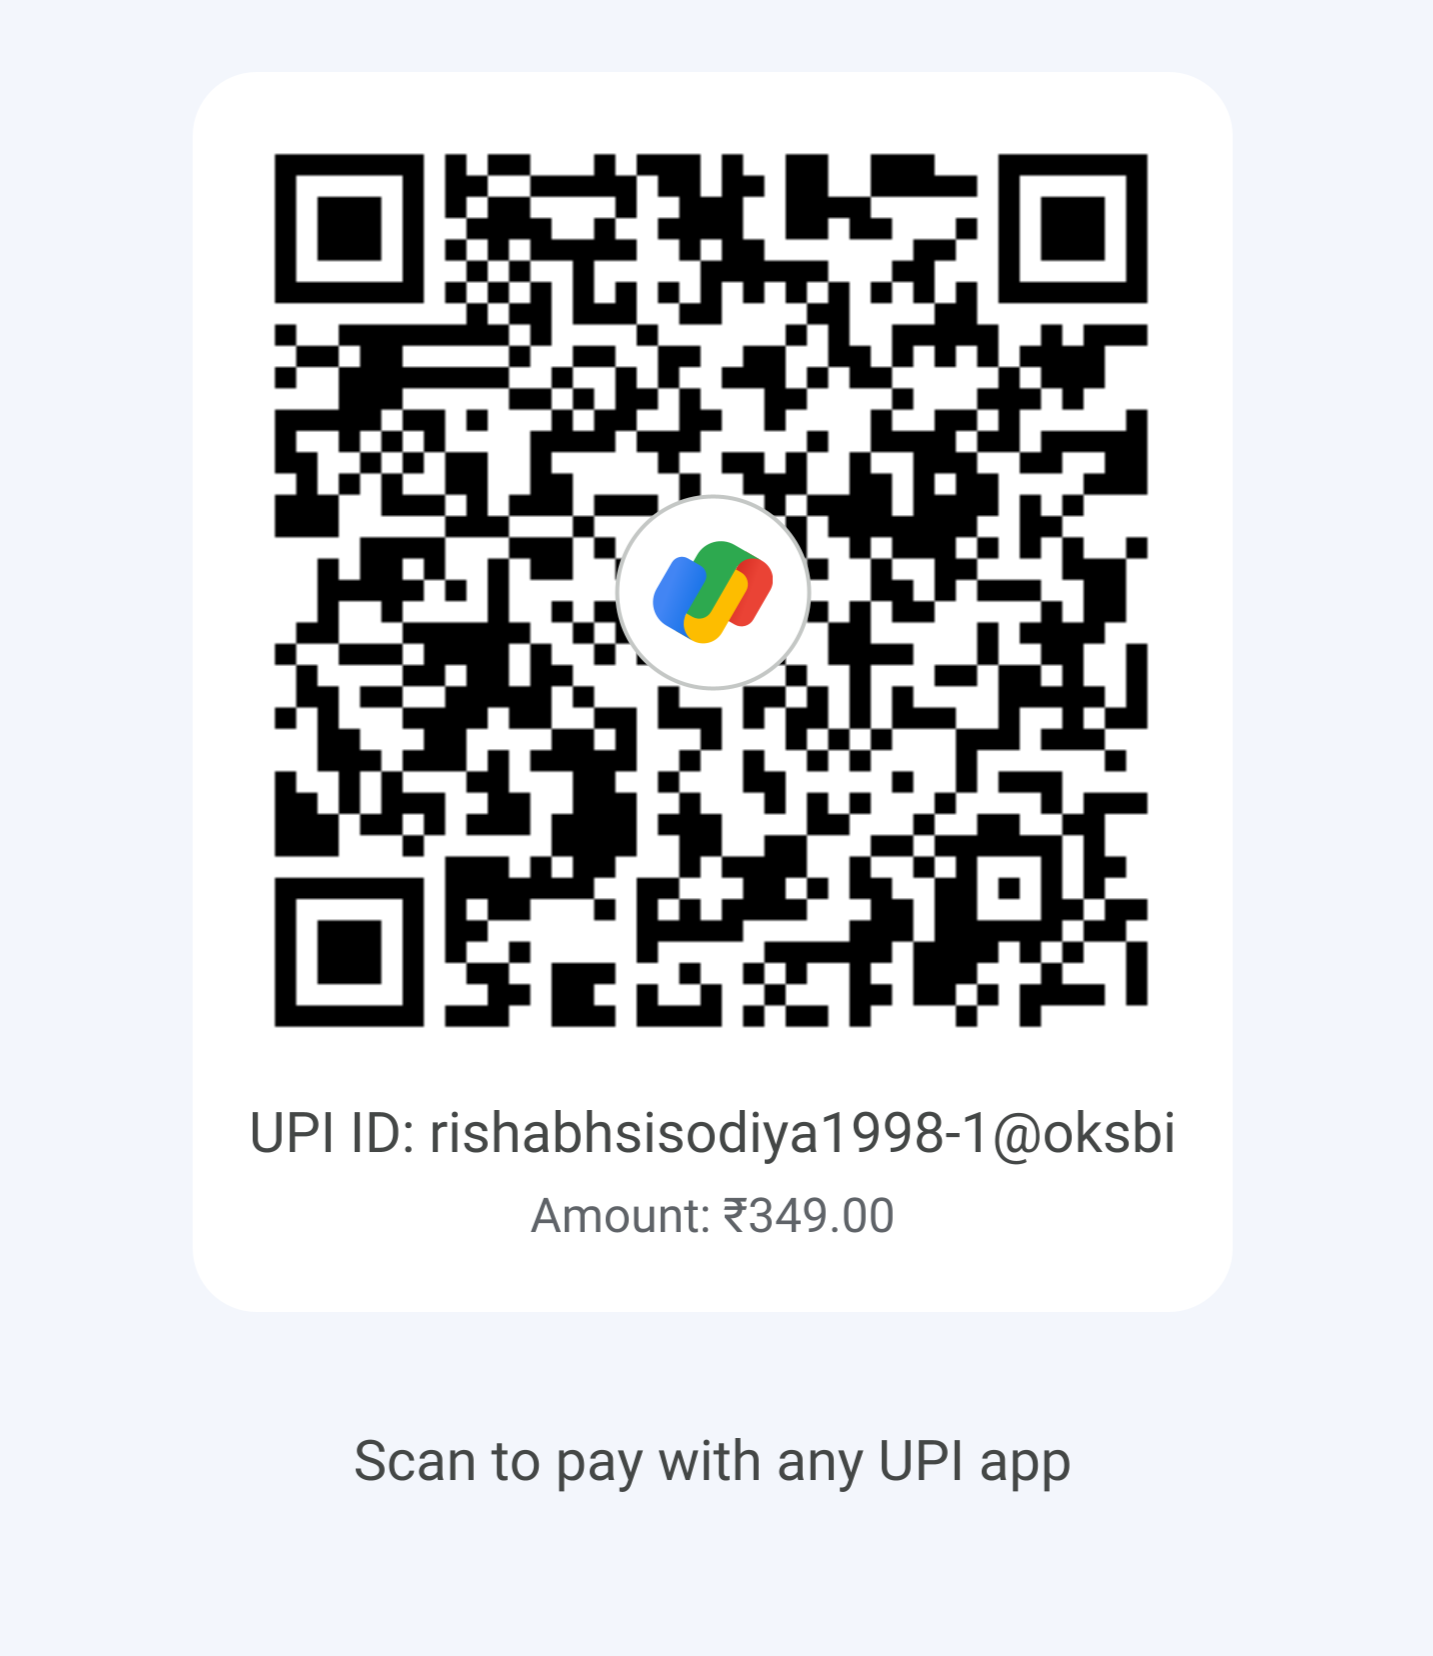 UPI ID: rishabhsisodiya1998-1@oksbi
Amount: ₹349.00
Scan to pay with any UPI app